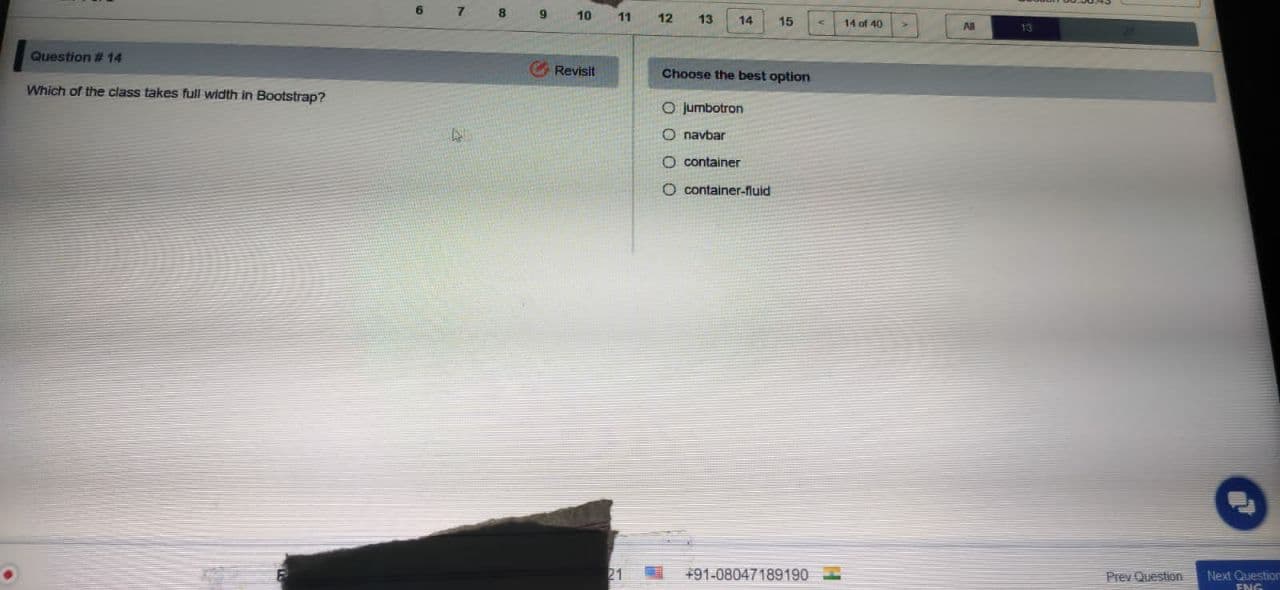 6 7 8 9 10 11 12 13 14 15 < 14 of 40 > All 13
Question # 14
Revisit
Which of the class takes full width in Bootstrap?
Choose the best option
jumbotron
navbar
container
container-fluid
21 +91-08047189190
Prev Question Next Question
ENG